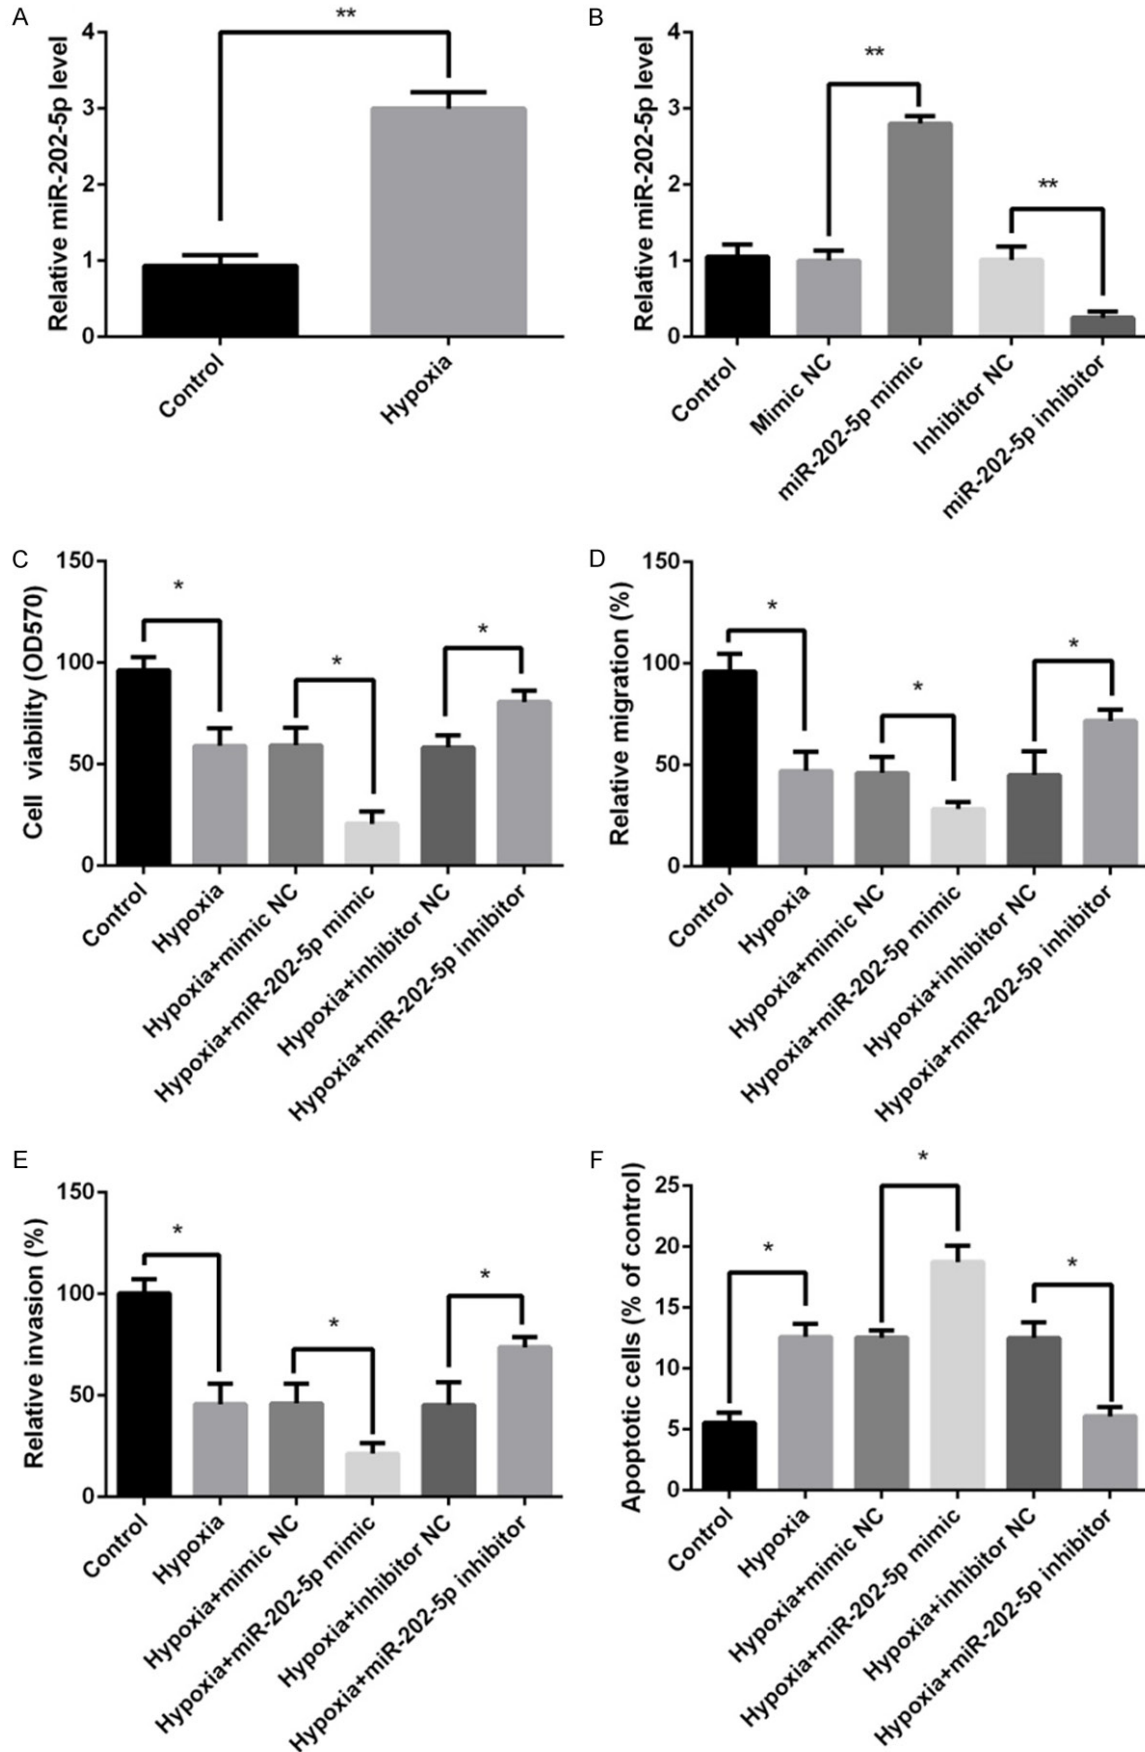 A
Relative miR-202-5p level
4
3
2
1
0
**
Control
Hypoxia
B
Relative miR-202-5p level
4
3
2
1
0
**
**
Control
Mimic NC
miR-202-5p mimic
Inhibitor NC
miR-202-5p inhibitor
C
Cell viability (OD570)
150
100
50
0
*
*
*
Control
Hypoxia
Hypoxia+mimic NC
Hypoxia+miR-202-5p mimic
Hypoxia+inhibitor NC
Hypoxia+miR-202-5p inhibitor
D
Relative migration (%)
150
100
50
0
*
*
*
Control
Hypoxia
Hypoxia+mimic NC
Hypoxia+miR-202-5p mimic
Hypoxia+inhibitor NC
Hypoxia+miR-202-5p inhibitor
E
Relative invasion (%)
150
100
50
0
*
*
*
Control
Hypoxia
Hypoxia+mimic NC
Hypoxia+miR-202-5p mimic
Hypoxia+inhibitor NC
Hypoxia+miR-202-5p inhibitor
F
Apoptotic cells (% of control)
25
20
15
10
5
0
*
*
*
Control
Hypoxia
Hypoxia+mimic NC
Hypoxia+miR-202-5p mimic
Hypoxia+inhibitor NC
Hypoxia+miR-202-5p inhibitor